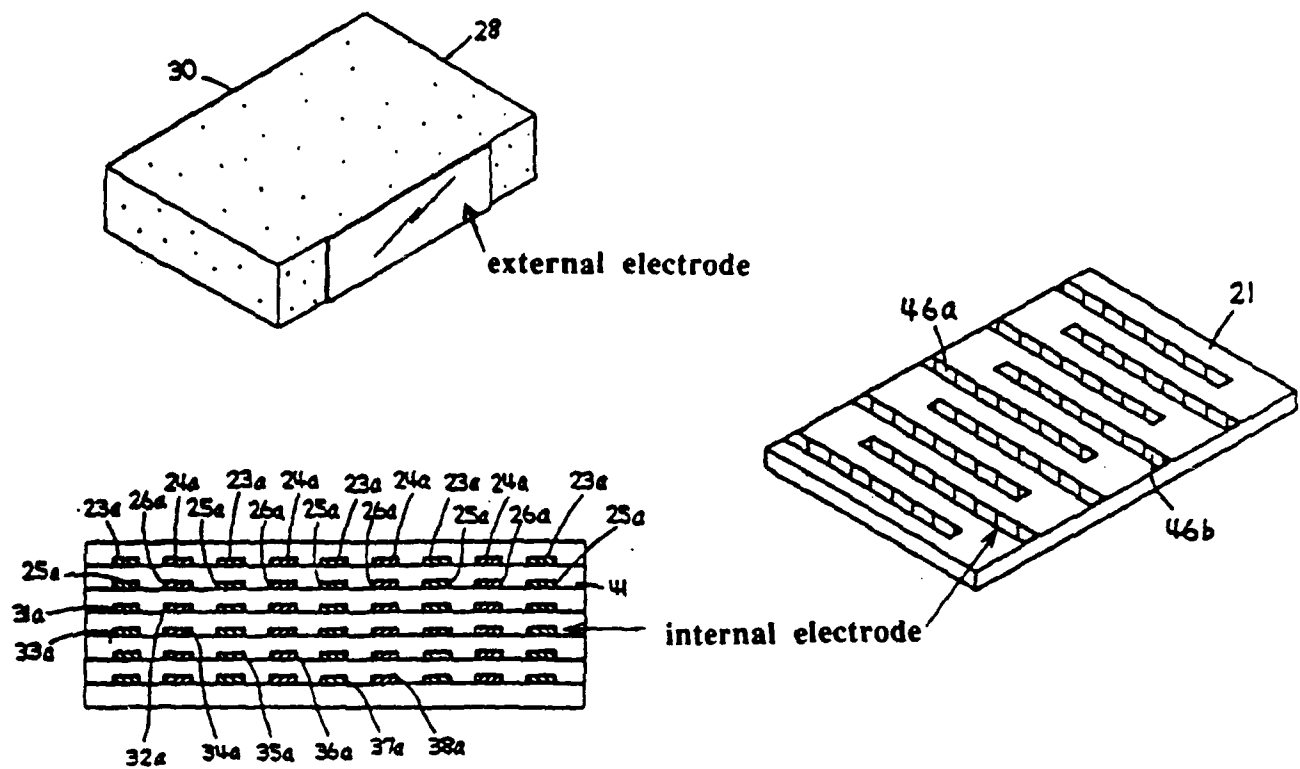 28
30
external electrode
46a
21
46b
24a 23a 24a 23a 24a 23a 24a 23a
23a 26a 25a 26a 25a 26a 25a 26a 25a
25a
41
31a
33a
internal electrode
32a 34a 35a 36a 37a 38a